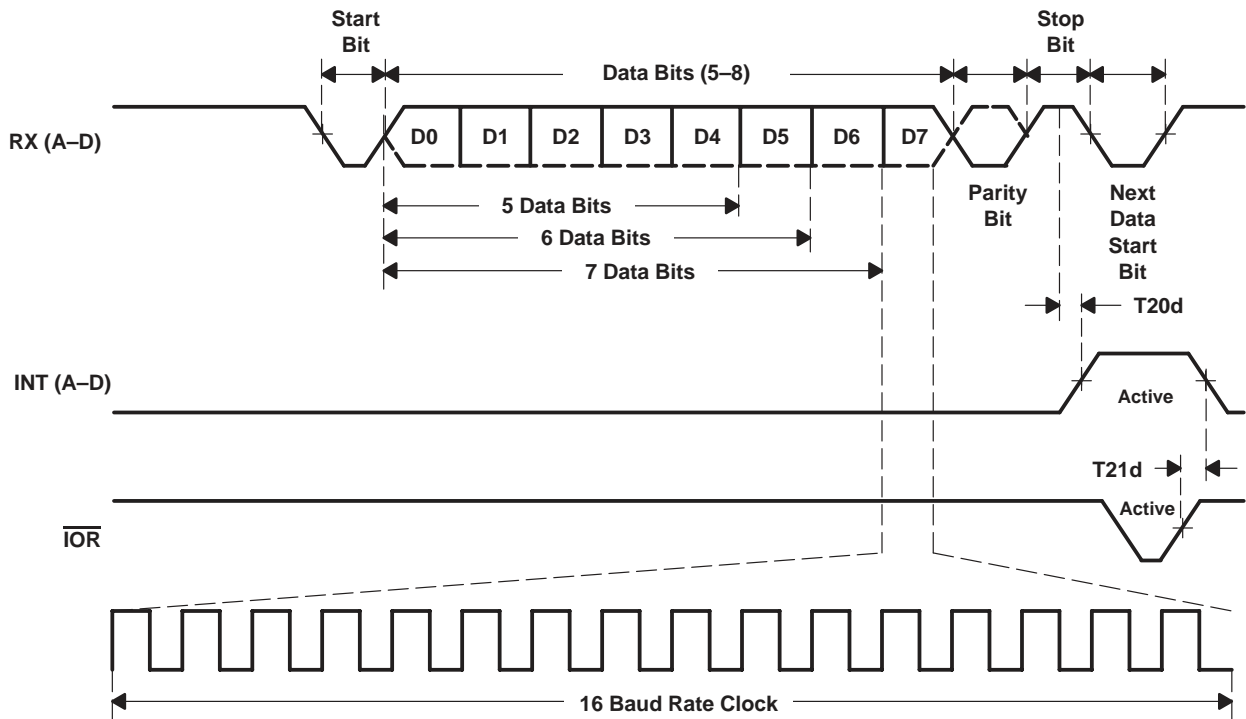 Start
Bit
Stop
Bit
Data Bits (5–8)
RX (A–D)
D0 D1 D2 D3 D4 D5 D6 D7
5 Data Bits
6 Data Bits
7 Data Bits
Parity
Bit
Next
Data
Start
Bit
T20d
INT (A–D)
Active
T21d
Active
IOR
16 Baud Rate Clock